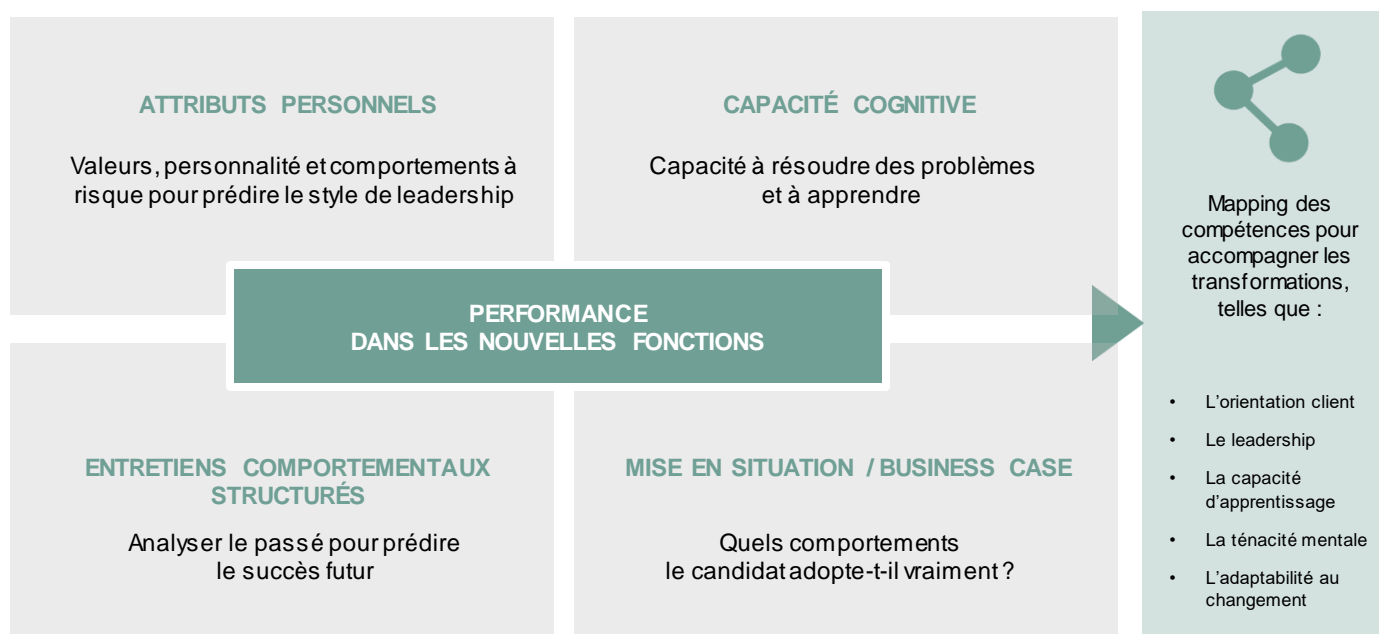 ATTRIBUTS PERSONNELS
Valeurs, personnalité et comportements à
risque pour prédire le style de leadership
CAPACITÉ COGNITIVE
Capacité à résoudre des problèmes
et à apprendre
PERFORMANCE
DANS LES NOUVELLES FONCTIONS
ENTRETIENS COMPORTEMENTAUX
STRUCTURÉS
Analyser le passé pour prédire
le succès futur
MISE EN SITUATION / BUSINESS CASE
Quels comportements
le candidat adopte-t-il vraiment ?
Mapping des
compétences pour
accompagner les
transformations,
telles que :
• L'orientation client
• Le leadership
• La capacité
d'apprentissage
• La ténacité mentale
• L'adaptabilité au
changement